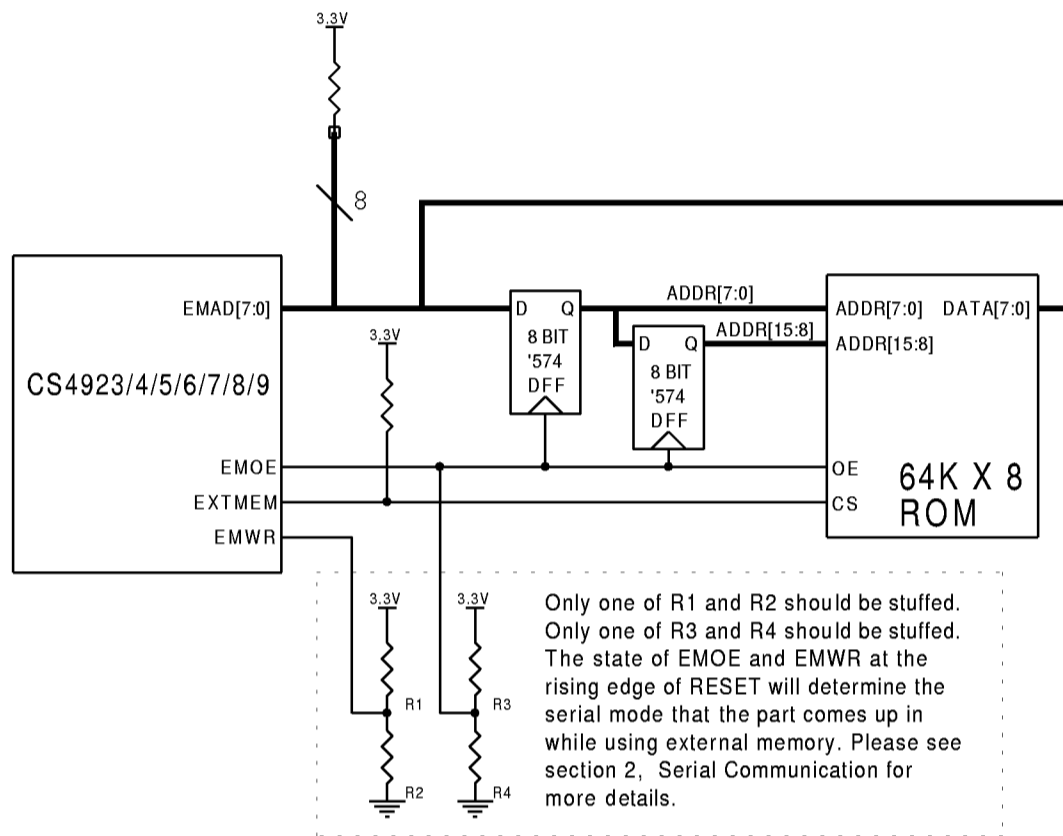 3.3V
8
EMAD[7:0]
D Q
8 BIT
'574
DFF
ADDR[7:0]
D Q
8 BIT
'574
DFF
ADDR[15:8]
ADDR[7:0] DATA[7:0]
ADDR[15:8]
3.3V
CS4923/4/5/6/7/8/9
EMOE
EXTMEM
EMWR
OE
CS
64K X 8
ROM
3.3V
R1
R2
3.3V
R3
R4
Only one of R1 and R2 should be stuffed.
Only one of R3 and R4 should be stuffed.
The state of EMOE and EMWR at the
rising edge of RESET will determine the
serial mode that the part comes up in
while using external memory. Please see
section 2, Serial Communication for
more details.